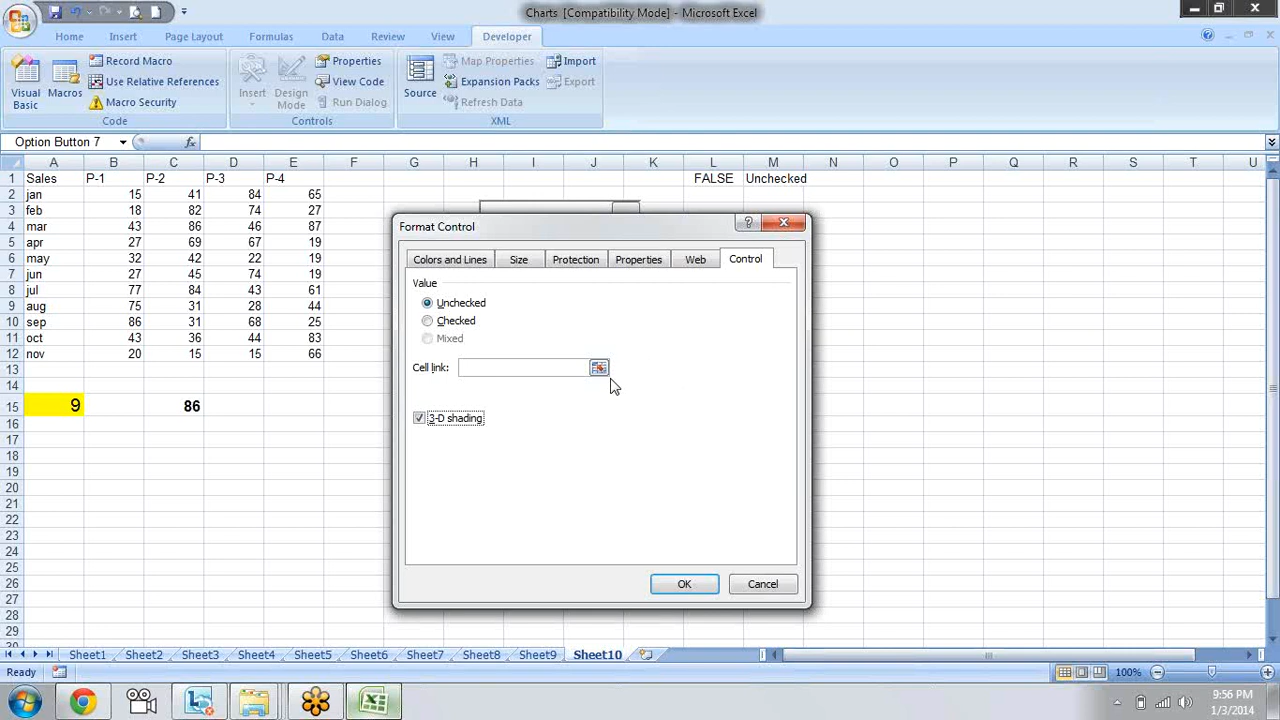 Charts [Compatibility Mode] - Microsoft Excel
Home Insert Page Layout Formulas Data Review View Developer
Visual Basic
Macros
Record Macro
Use Relative References
Macro Security
Code
Insert
Design Mode
Properties
View Code
Run Dialog
Controls
Source
Map Properties
Expansion Packs
Refresh Data
Import
Export
XML
Option Button 7 fx
A B C D E F G H I J K L M N O P Q R S T U
1 Sales P-1 P-2 P-3 P-4 FALSE Unchecked
2 jan 15 41 84 65
3 feb 18 82 74 27
4 mar 43 86 46 87
5 apr 27 69 67 19
6 may 32 42 22 19
7 jun 27 45 74 19
8 jul 77 84 43 61
9 aug 75 31 28 44
10 sep 86 31 68 25
11 oct 43 36 44 83
12 nov 20 15 15 66
13
14
15 9 86
16
17
18
19
20
21
22
23
24
25
26
27
28
29
Format Control
Colors and Lines Size Protection Properties Web Control
Value
Unchecked
Checked
Mixed
Cell link:
3-D shading
OK Cancel
Sheet1 Sheet2 Sheet3 Sheet4 Sheet5 Sheet6 Sheet7 Sheet8 Sheet9 Sheet10
Ready 100%
9:56 PM
1/3/2014